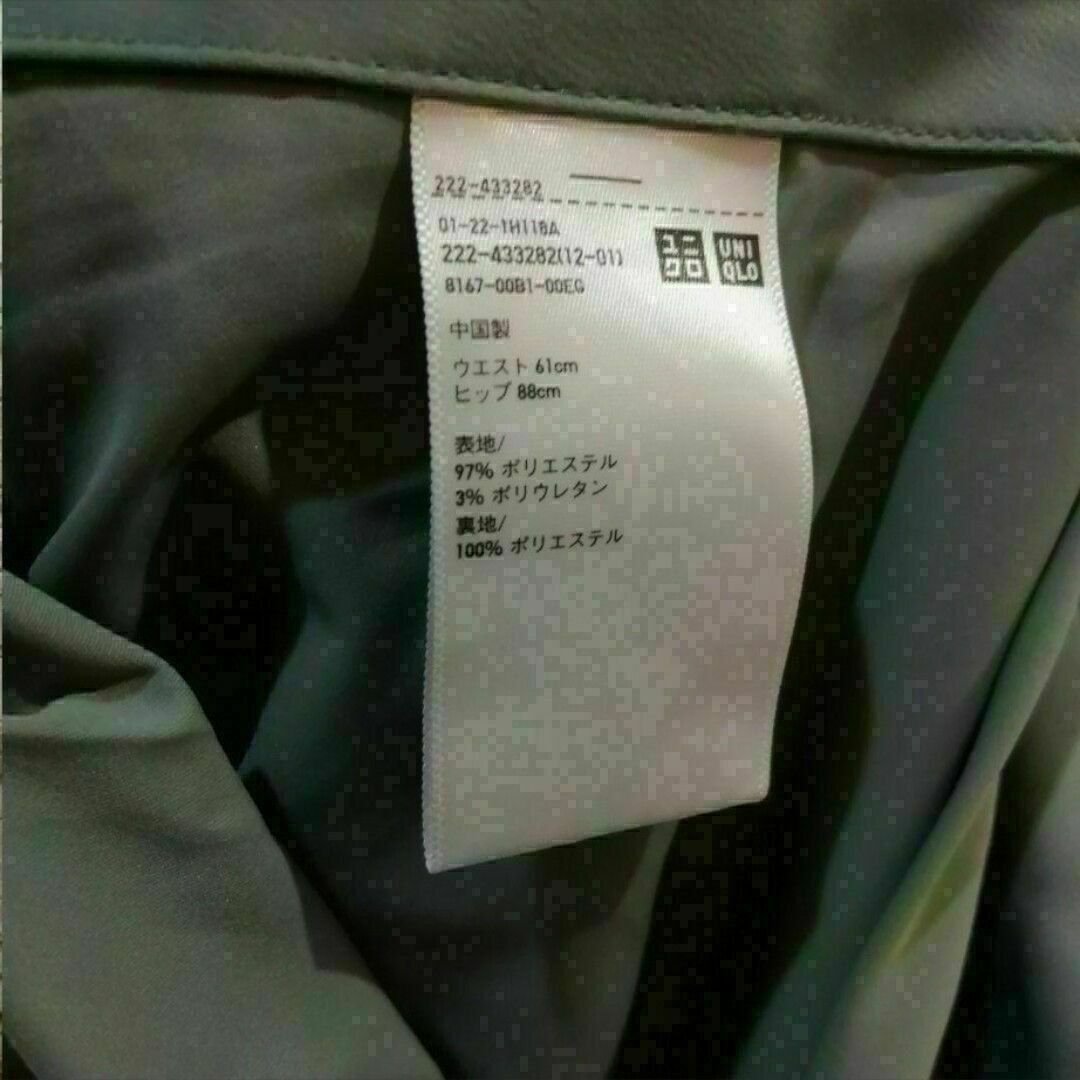 222-433282
01-22-1H118A
222-433282(12-01)
8167-00B1-00EG
ユニクロ
UNIQLO
中国製
ウエスト 61cm
ヒップ 88cm
表地/
97% ポリエステル
3% ポリウレタン
裏地/
100% ポリエステル